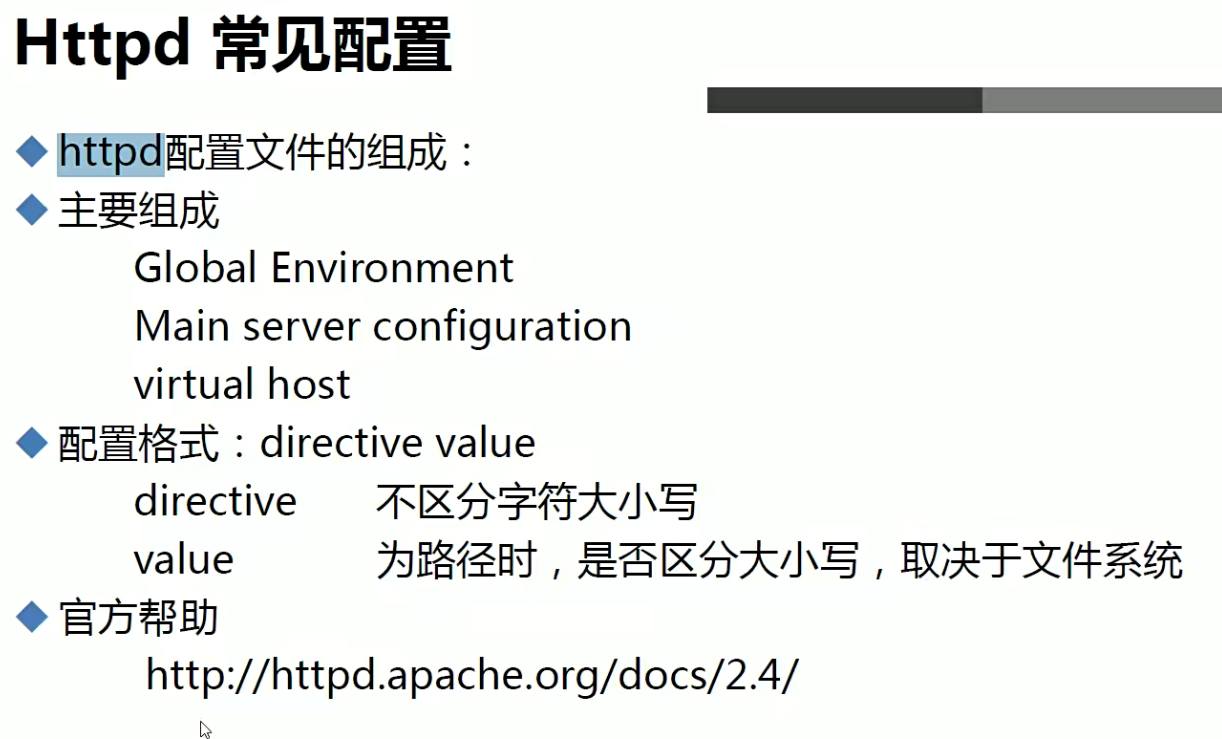 Httpd 常见配置
httpd配置文件的组成：
主要组成
Global Environment
Main server configuration
virtual host
配置格式：directive value
directive 不区分字符大小写
value 为路径时，是否区分大小写，取决于文件系统
官方帮助
http://httpd.apache.org/docs/2.4/